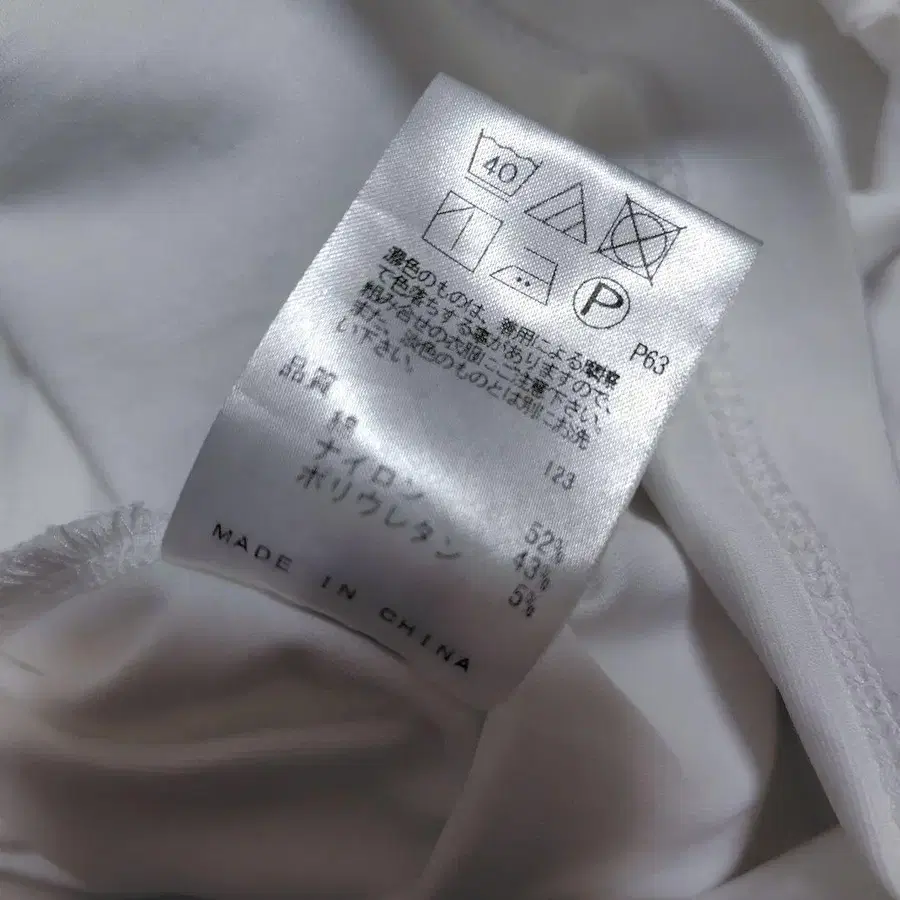 40
P
P63
濃色のものは、着用による摩擦
で色落ちする事がありますので、
組み合せの衣服にご注意下さい。
また、淡色のものとは別にお洗
い下さい。
123
品質
綿 52%
ナイロン 43%
ポリウレタン 5%
MADE IN CHINA